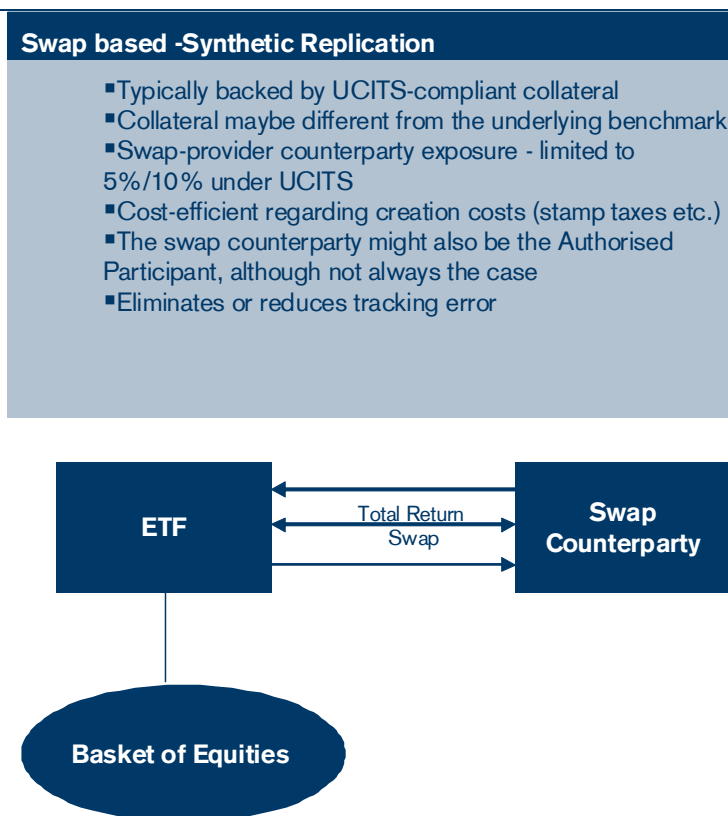 Swap based -Synthetic Replication
▪Typically backed by UCITS-compliant collateral
▪Collateral maybe different from the underlying benchmark
▪Swap-provider counterparty exposure - limited to
5%/10% under UCITS
▪Cost-efficient regarding creation costs (stamp taxes etc.)
▪The swap counterparty might also be the Authorised
Participant, although not always the case
▪Eliminates or reduces tracking error
ETF
Total Return
Swap
Swap
Counterparty
Basket of Equities